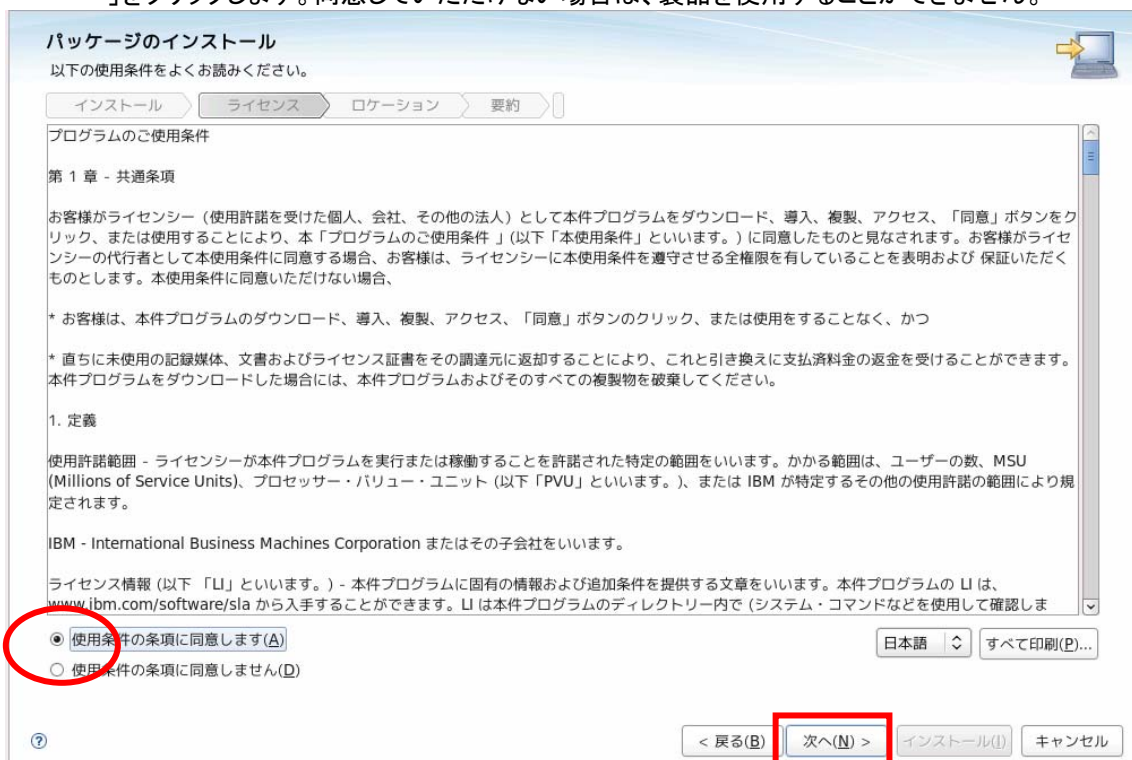 」をクリックします。同意していただけない場合は、製品を使用することができません。
パッケージのインストール
以下の使用条件をよくお読みください。
インストール
ライセンス
ロケーション
要約
プログラムのご使用条件
第 1 章 - 共通条項
お客様がライセンシー（使用許諾を受けた個人、会社、その他の法人）として本件プログラムをダウンロード、導入、複製、アクセス、「同意」ボタンをク
リック、または使用することにより、本「プログラムのご使用条件 」(以下「本使用条件」といいます。) に同意したものと見なされます。お客様がライセ
ンシーの代行者として本使用条件に同意する場合、お客様は、ライセンシーに本使用条件を遵守させる全権限を有していることを表明および 保証いただく
ものとします。本使用条件に同意いただけない場合、
* お客様は、本件プログラムのダウンロード、導入、複製、アクセス、「同意」ボタンのクリック、または使用をすることなく、かつ
* 直ちに未使用の記録媒体、文書およびライセンス証書をその調達元に返却することにより、これと引き換えに支払済料金の返金を受けることができます。
本件プログラムをダウンロードした場合には、本件プログラムおよびそのすべての複製物を破棄してください。
1. 定義
使用許諾範囲 - ライセンシーが本件プログラムを実行または稼働することを許諾された特定の範囲をいいます。かかる範囲は、ユーザーの数、MSU
(Millions of Service Units)、プロセッサー・バリュー・ユニット (以下「PVU」といいます。)、または IBM が特定するその他の使用許諾の範囲により規
定されます。
IBM - International Business Machines Corporation またはその子会社をいいます。
ライセンス情報 (以下 「LI」といいます。) - 本件プログラムに固有の情報および追加条件を提供する文章をいいます。本件プログラムの LI は、
www.ibm.com/software/sla から入手することができます。LI は本件プログラムのディレクトリー内で (システム・コマンドなどを使用して確認しま
使用条件の条項に同意します(A)
日本語
すべて印刷(P)...
使用条件の条項に同意しません(D)
?
< 戻る(B)
次へ(N) >
インストール(I)
キャンセル